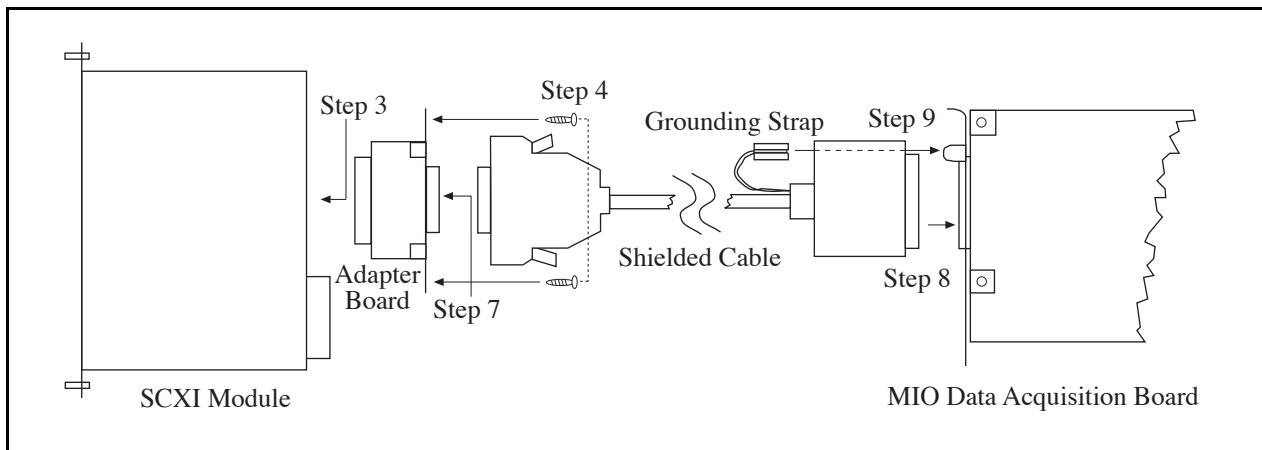 Step 3
Step 4
Grounding Strap
Step 9
Adapter
Board
Step 7
Shielded Cable
Step 8
SCXI Module
MIO Data Acquisition Board